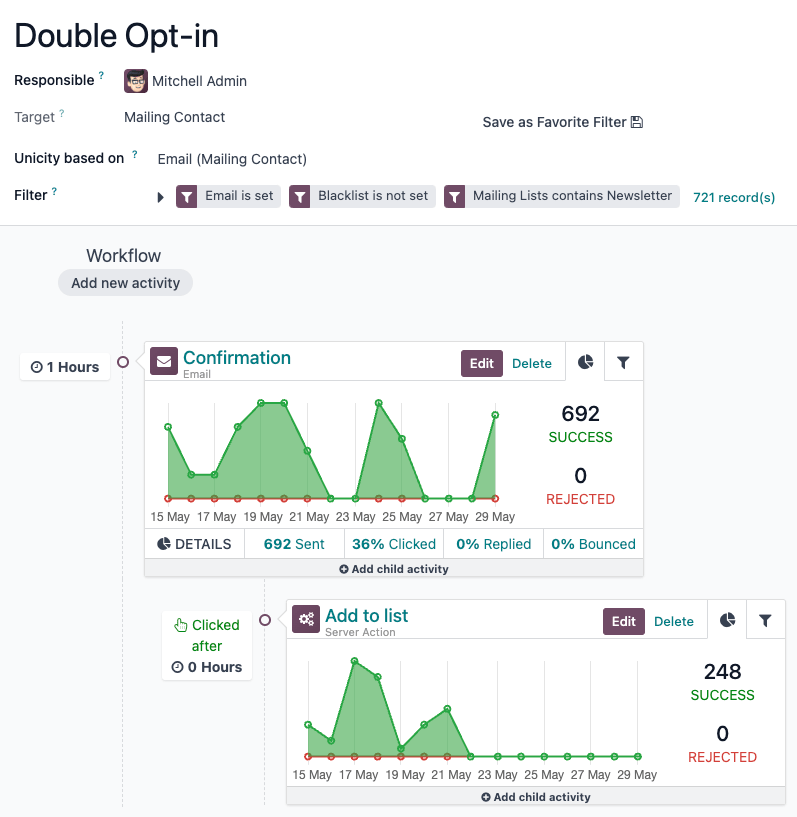 Double Opt-in
Responsible ? Mitchell Admin
Target ? Mailing Contact
Save as Favorite Filter
Unicity based on ? Email (Mailing Contact)
Filter ? Email is set Blacklist is not set Mailing Lists contains Newsletter 721 record(s)
Workflow
Add new activity
1 Hours
Confirmation
Email
Edit Delete
692
SUCCESS
0
REJECTED
15 May 17 May 19 May 21 May 23 May 25 May 27 May 29 May
DETAILS 692 Sent 36% Clicked 0% Replied 0% Bounced
Add child activity
Clicked
after
0 Hours
Add to list
Server Action
Edit Delete
248
SUCCESS
0
REJECTED
15 May 17 May 19 May 21 May 23 May 25 May 27 May 29 May
Add child activity